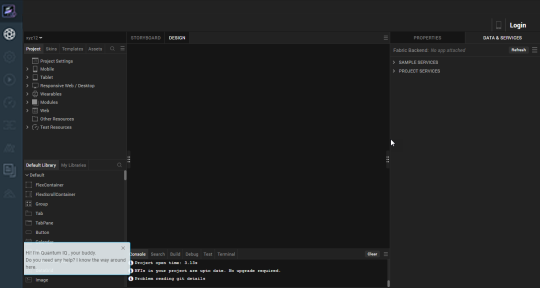 Login
xyz12
STORYBOARD
DESIGN
PROPERTIES
DATA & SERVICES
Project
Skins
Templates
Assets
Fabric Backend: No app attached
Refresh
Project Settings
Mobile
Tablet
Responsive Web / Desktop
Wearables
Modules
Web
Other Resources
Test Resources
SAMPLE SERVICES
PROJECT SERVICES
Default Library
My Libraries
Default
FlexContainer
FlexScrollContainer
Group
Tab
TabPane
Button
Calendar
Hi! I'm Quantum IQ, your buddy.
Do you need any help? I know the way around
here.
Image
Console
Search
Build
Debug
Test
Terminal
Clear
Project open time: 3.13s
NFIs in your project are upto date. No upgrade required.
Problem reading git details